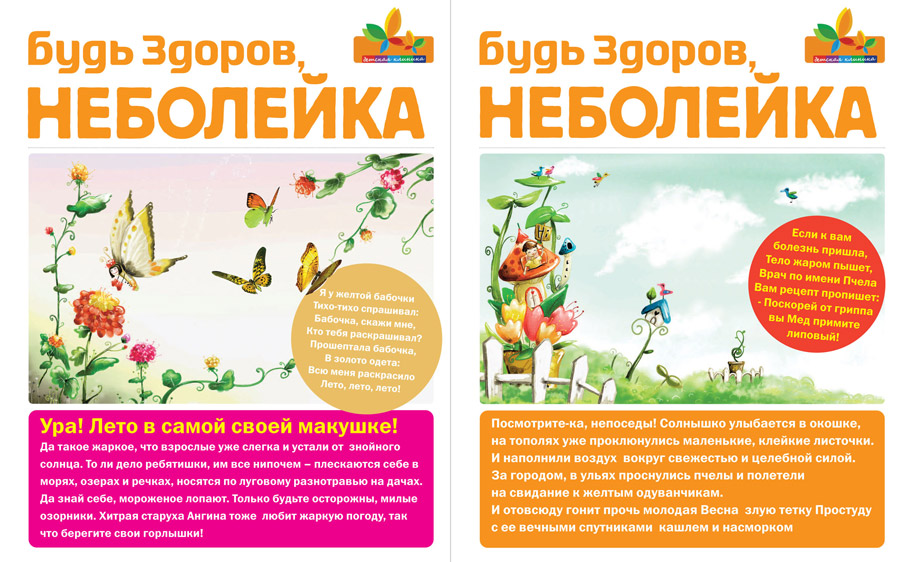 Будь Здоров,
НЕБОЛЕЙКА
детская клиника
Я у желтой бабочки
Тихо-тихо спрашивал:
Бабочка, скажи мне,
Кто тебя раскрашивал?
Прошептала бабочка,
В золото одета:
Всю меня раскрасило
Лето, лето, лето!
Ура! Лето в самой своей макушке!
Да такое жаркое, что взрослые уже слегка и устали от знойного
солнца. То ли дело ребятишки, им все нипочем – плескаются себе в
морях, озерах и речках, носятся по луговому разнотравью на дачах.
Да знай себе, мороженое лопают. Только будьте осторожны, милые
озорники. Хитрая старуха Ангина тоже любит жаркую погоду, так
что берегите свои горлышки!
Будь Здоров,
НЕБОЛЕЙКА
детская клиника
Если к вам
болезнь пришла,
Тело жаром пышет,
Врач по имени Пчела
Вам рецепт пропишет:
- Поскорей от гриппа
вы Мед примите
липовый!
Посмотрите-ка, непоседы! Солнышко улыбается в окошке,
на тополях уже проклюнулись маленькие, клейкие листочки.
И наполнили воздух вокруг свежестью и целебной силой.
За городом, в ульях проснулись пчелы и полетели
на свидание к желтым одуванчикам.
И отовсюду гонит прочь молодая Весна злую тетку Простуду
с ее вечными спутниками кашлем и насморком